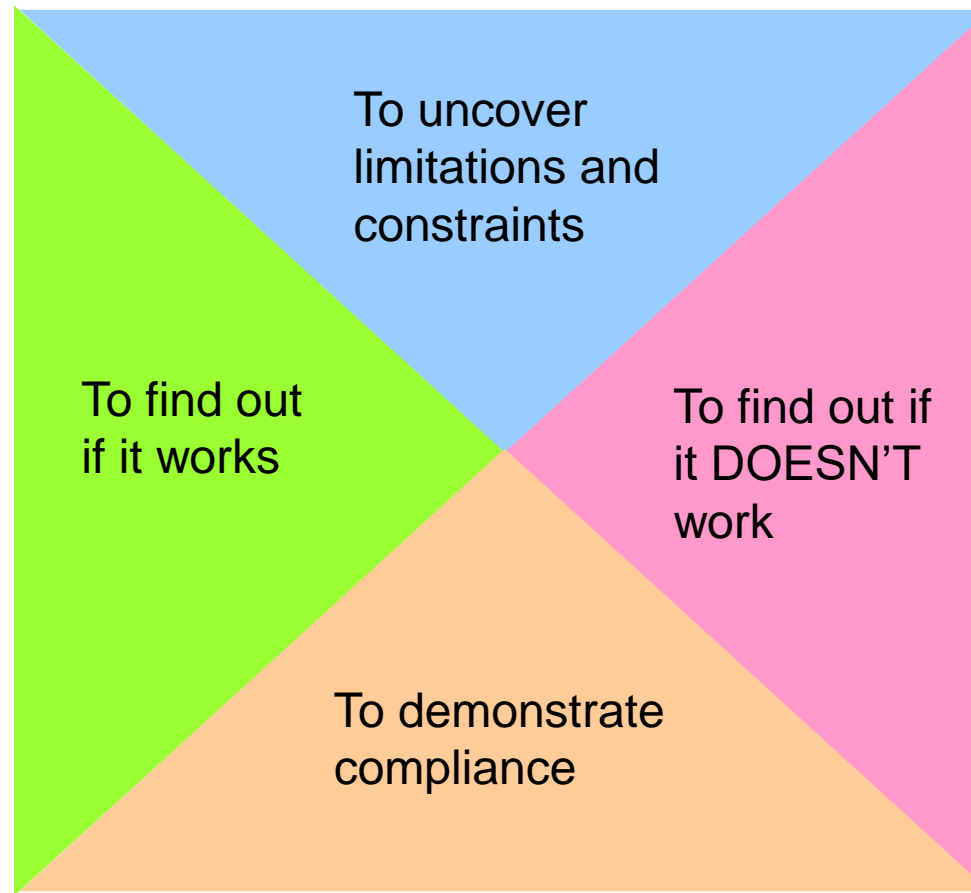 To uncover
limitations and
constraints
To find out
if it works
To find out if
it DOESN’T
work
To demonstrate
compliance